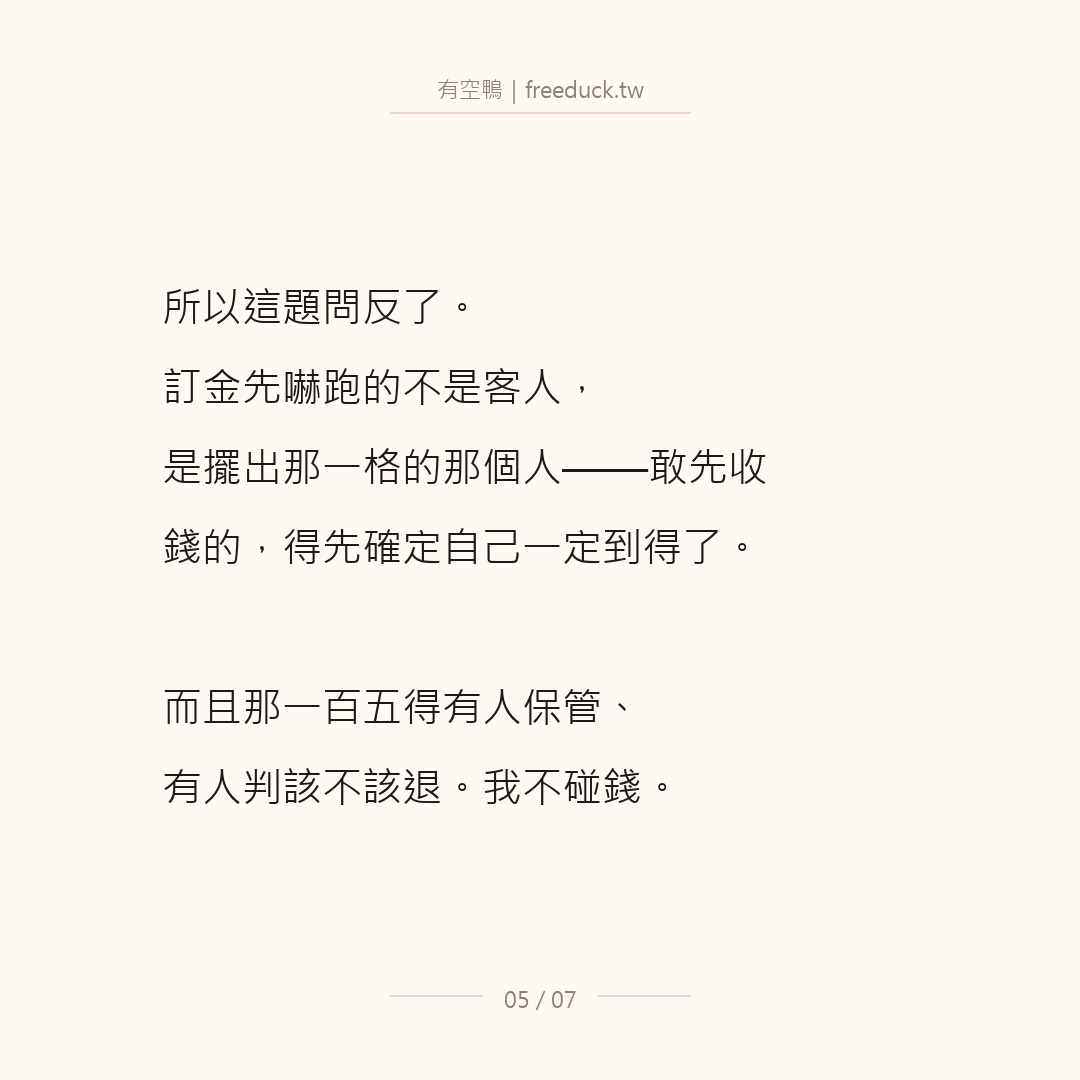 有空鴨｜freeduck.tw
所以這題問反了。
訂金先嚇跑的不是客人，
是擺出那一格的那個人——敢先收
錢的，得先確定自己一定到得了。
而且那一百五得有人保管、
有人判該不該退。我不碰錢。
05 / 07